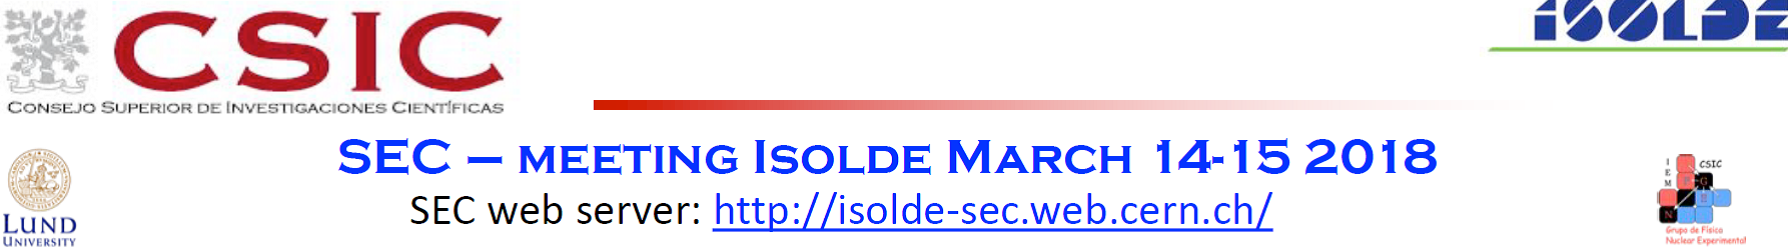 CSIC
CONSEJO SUPERIOR DE INVESTIGACIONES CIENTÍFICAS
ISOLDE
SEC – MEETING ISOLDE MARCH 14-15 2018
SEC web server: http://isolde-sec.web.cern.ch/
LUND
UNIVERSITY
CSIC
I
E
M
N
Grupo de Física
Nuclear Experimental